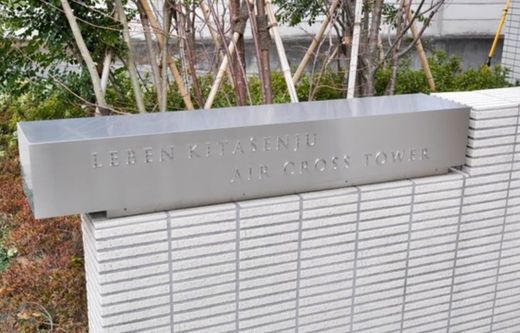 LEBEN KITASENJU
AIR CROSS TOWER